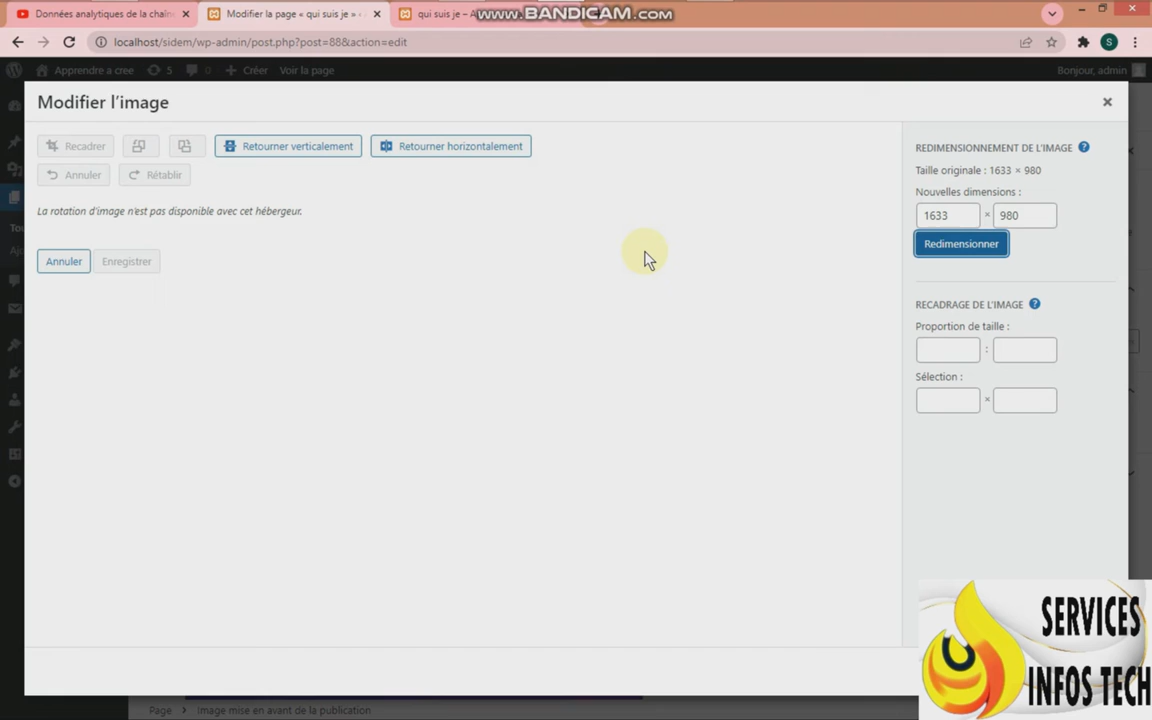 Données analytiques de la chaîn
Modifier la page « qui suis je » ‹
qui suis je – A
www.BANDICAM.com
localhost/sidem/wp-admin/post.php?post=88&action=edit
S
Apprendre a cree
5
0
Créer
Voir la page
Bonjour, admin
Modifier l'image
Recadrer
Retourner verticalement
Retourner horizontalement
Annuler
Rétablir
La rotation d'image n'est pas disponible avec cet hébergeur.
Annuler
Enregistrer
REDIMENSIONNEMENT DE L'IMAGE
Taille originale : 1633 × 980
Nouvelles dimensions :
1633 × 980
Redimensionner
RECADRAGE DE L'IMAGE
Proportion de taille :
:
Sélection :
×
Tou
Ajo
SERVICES
INFOS TECH
Page
Image mise en avant de la publication